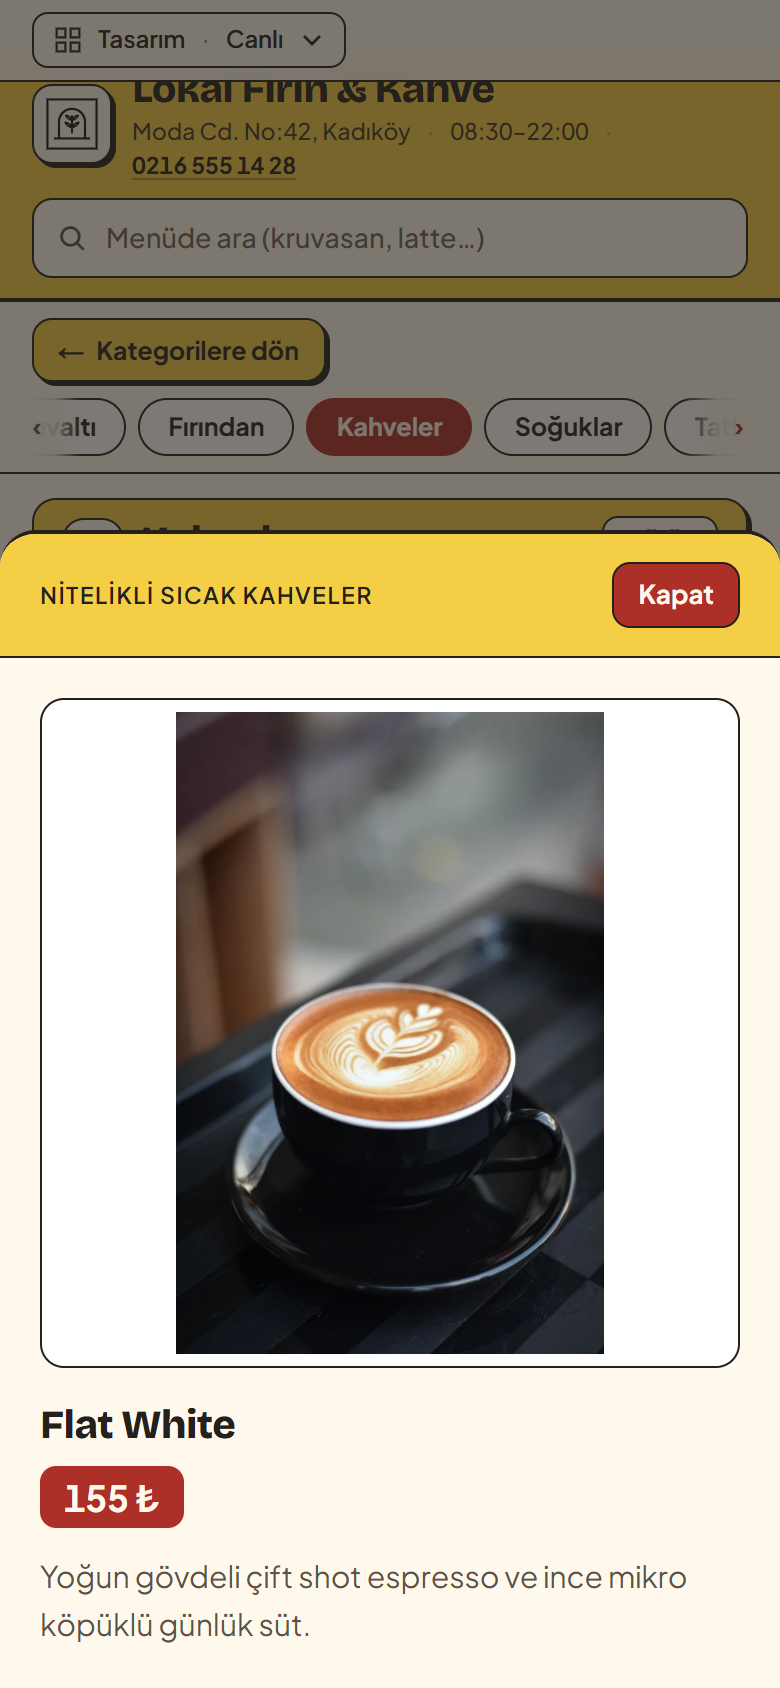 Tasarım · Canlı
Lokal Fırın & Kahve
Moda Cd. No:42, Kadıköy · 08:30–22:00 ·
0216 555 14 28
Menüde ara (kruvasan, latte…)
← Kategorilere dön
‹ valtı Fırından Kahveler Soğuklar Tatl ›
NİTELİKLİ SICAK KAHVELER
Kapat
Flat White
155 ₺
Yoğun gövdeli çift shot espresso ve ince mikro
köpüklü günlük süt.